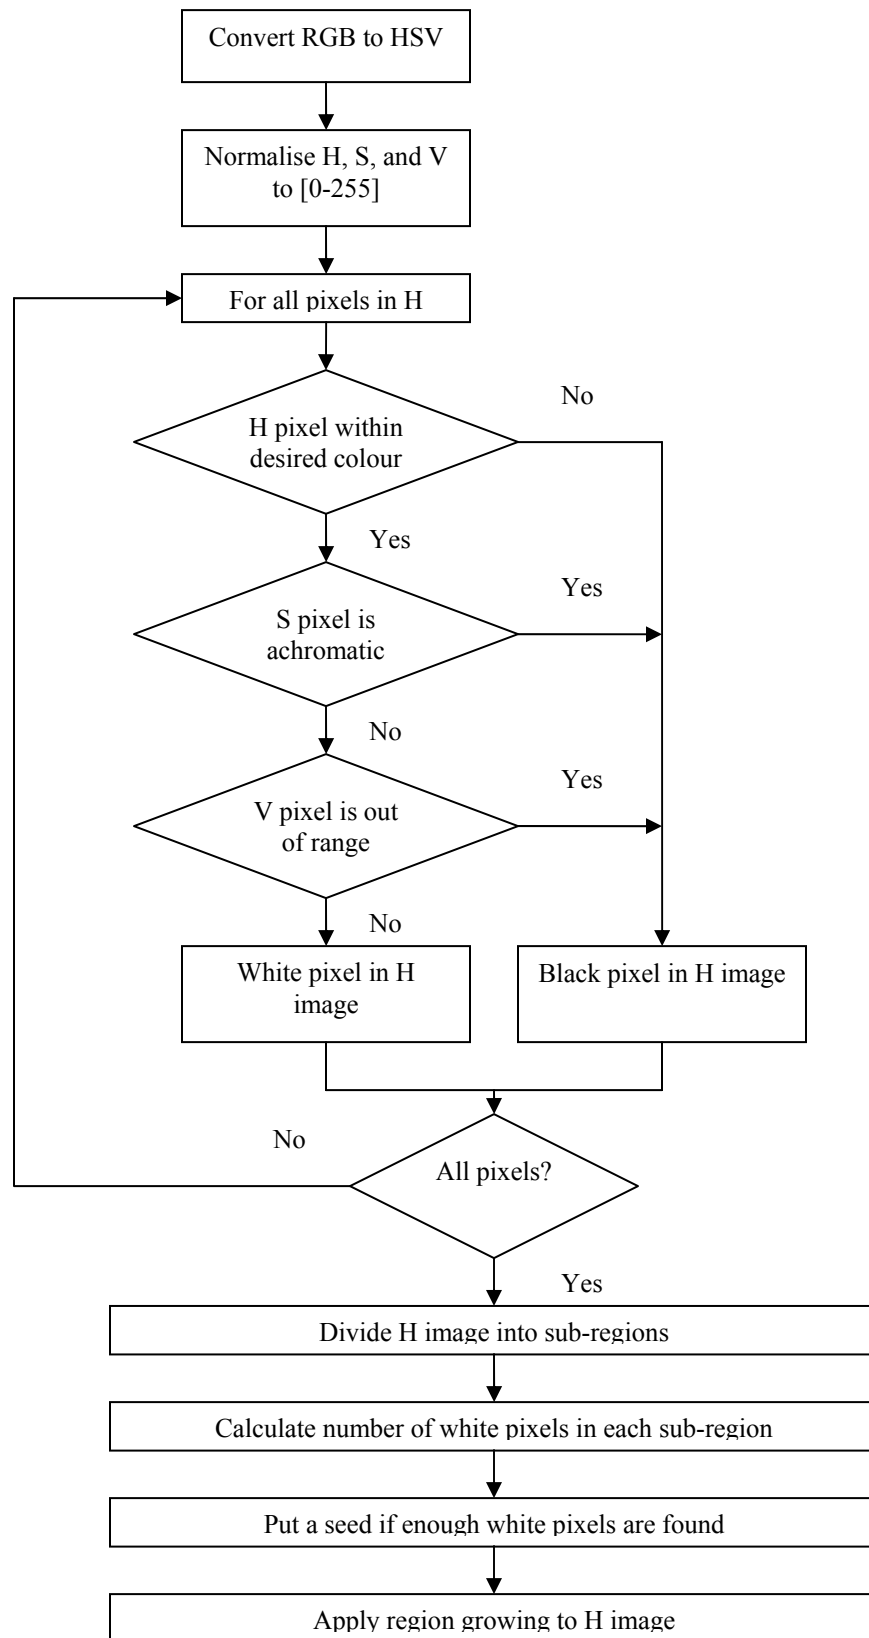 Convert RGB to HSV
Normalise H, S, and V
to [0-255]
For all pixels in H
No
H pixel within
desired colour
Yes
Yes
S pixel is
achromatic
No
Yes
V pixel is out
of range
No
White pixel in H
image
Black pixel in H image
No
All pixels?
Yes
Divide H image into sub-regions
Calculate number of white pixels in each sub-region
Put a seed if enough white pixels are found
Apply region growing to H image